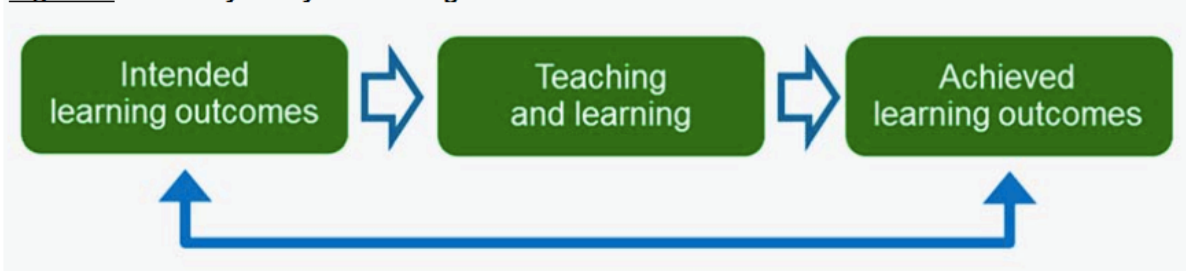 Intended
learning outcomes
Teaching
and learning
Achieved
learning outcomes